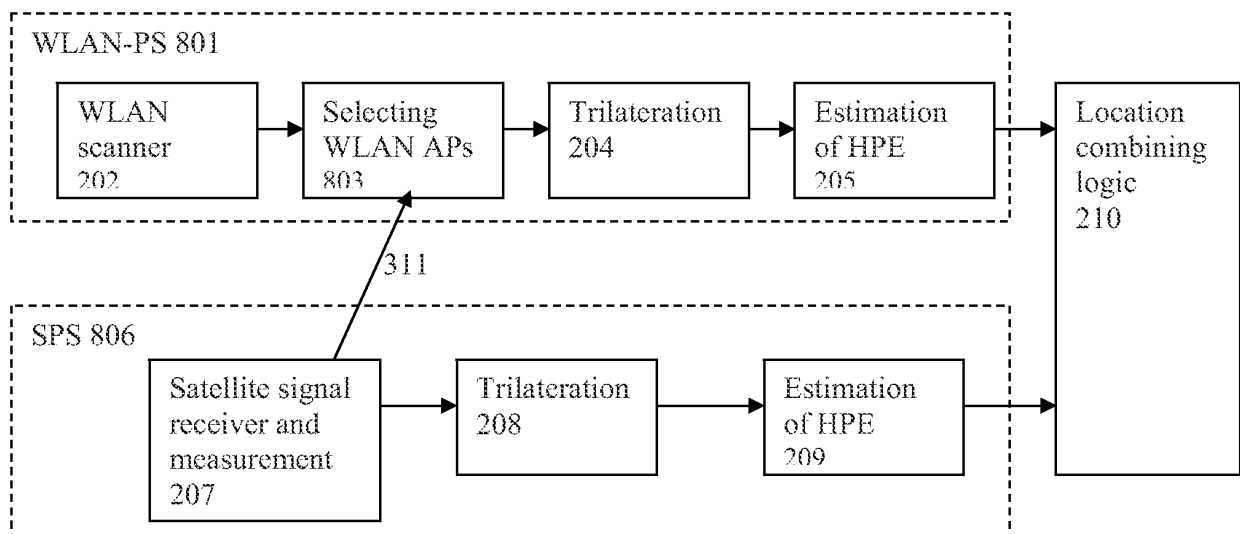 WLAN-PS 801
WLAN
scanner
202
Selecting
WLAN APs
803
Trilateration
204
Estimation
of HPE
205
Location
combining
logic
210
311
SPS 806
Satellite signal
receiver and
measurement
207
Trilateration
208
Estimation
of HPE
209